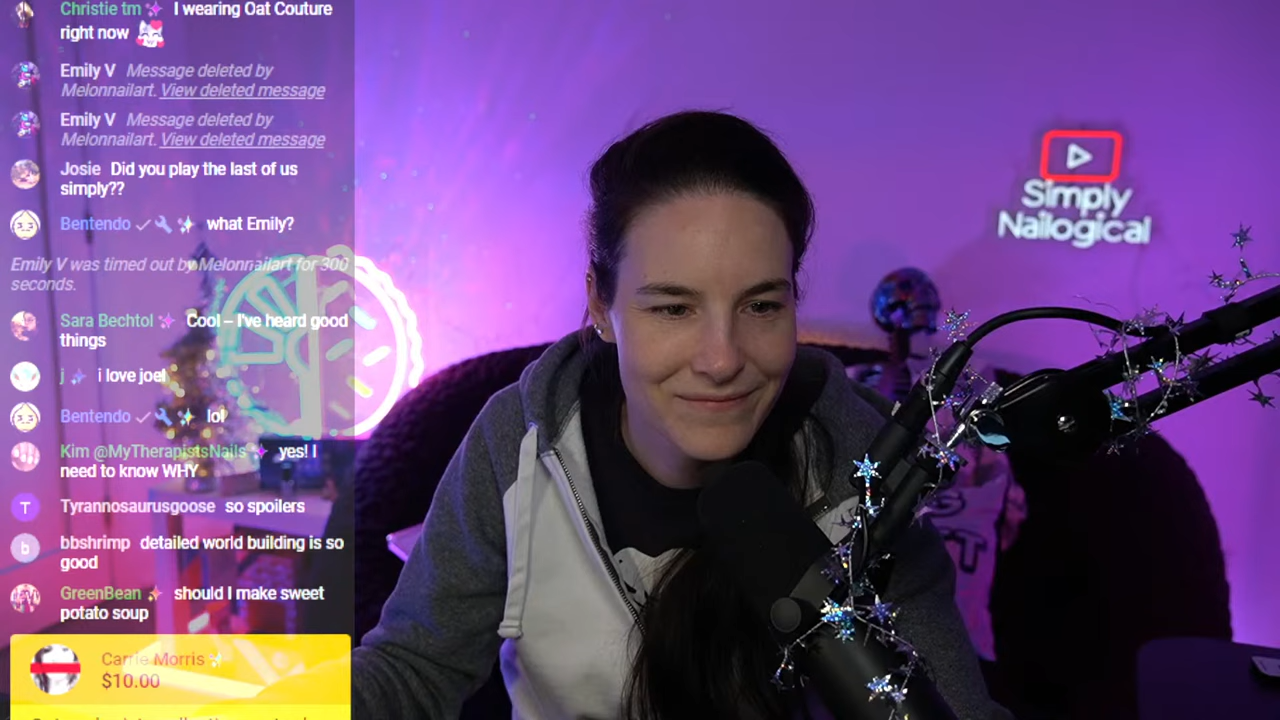 Christie tm I wearing Oat Couture
right now
Emily V Message deleted by
Melonnailart. View deleted message
Emily V Message deleted by
Melonnailart. View deleted message
Josie Did you play the last of us
simply??
Bentendo what Emily?
Emily V was timed out by Melonnailart for 300
seconds.
Sara Bechtol Cool – I've heard good
things
j i love joel
Bentendo lol
Kim @MyTherapistsNails yes! I
need to know WHY
T Tyrannosaurusgoose so spoilers
b bbshrimp detailed world building is so
good
GreenBean should I make sweet
potato soup
Carrie Morris
$10.00
Simply
Nailogical